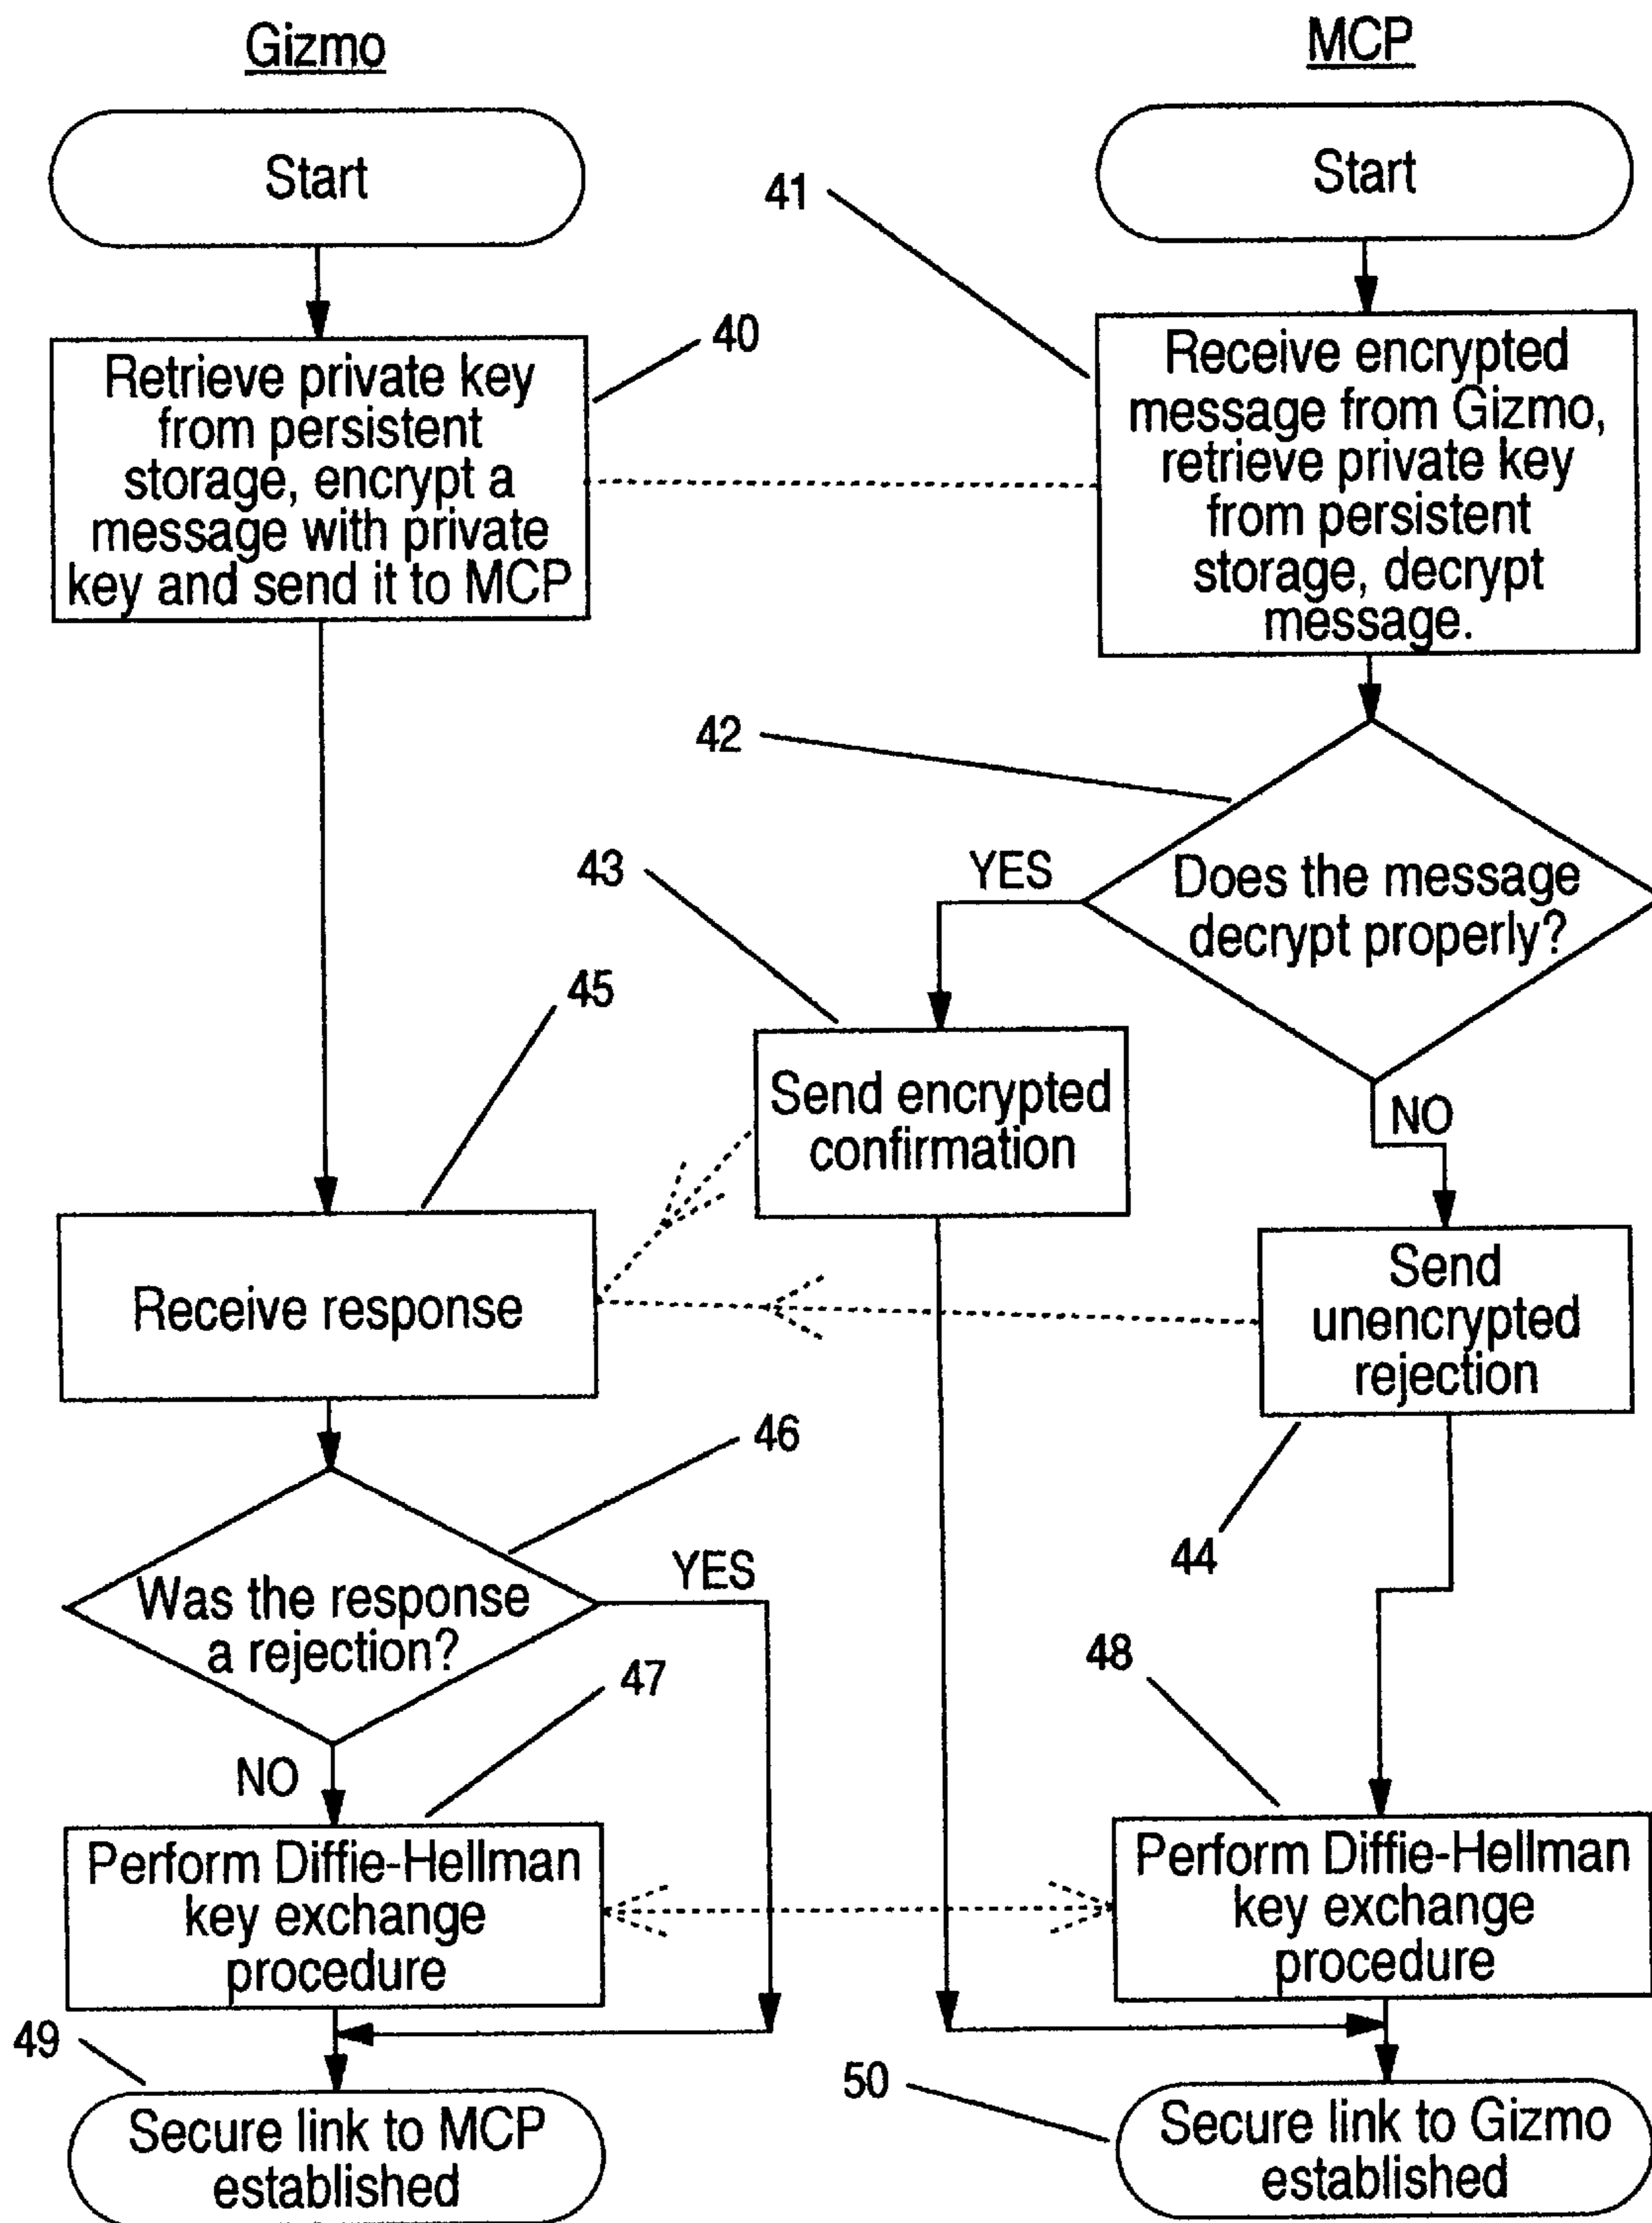 Gizmo
MCP
Start
Start
41
40
Retrieve private key
from persistent
storage, encrypt a
message with private
key and send it to MCP
Receive encrypted
message from Gizmo,
retrieve private key
from persistent
storage, decrypt
message.
42
YES
Does the message
decrypt properly?
43
NO
45
Send encrypted
confirmation
Receive response
Send
unencrypted
rejection
44
46
Was the response
a rejection?
YES
NO
47
48
Perform Diffie-Hellman
key exchange
procedure
Perform Diffie-Hellman
key exchange
procedure
49
50
Secure link to MCP
established
Secure link to Gizmo
established